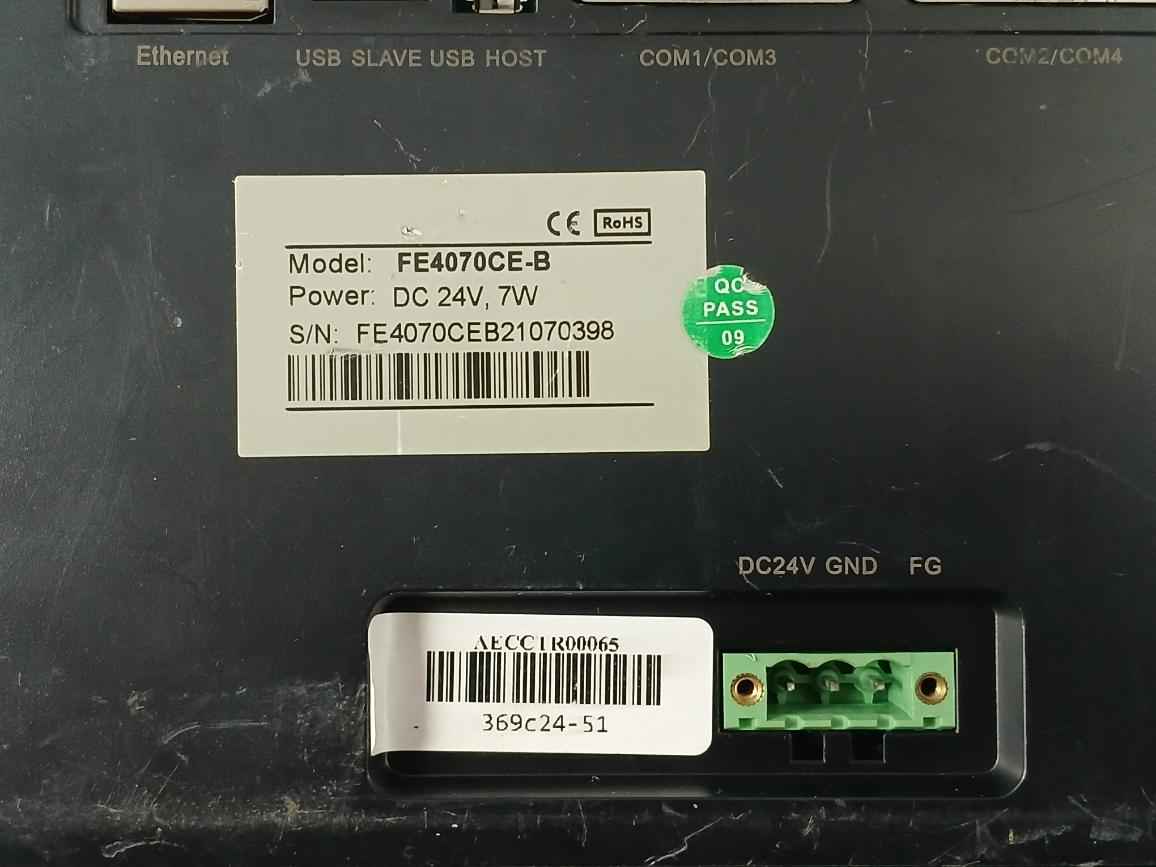 Ethernet USB SLAVE USB HOST COM1/COM3 COM2/COM4
CE RoHS
Model: FE4070CE-B
Power: DC 24V, 7W
S/N: FE4070CEB21070398
QC
PASS
09
DC24V GND FG
AECCTR00065
369c24-51